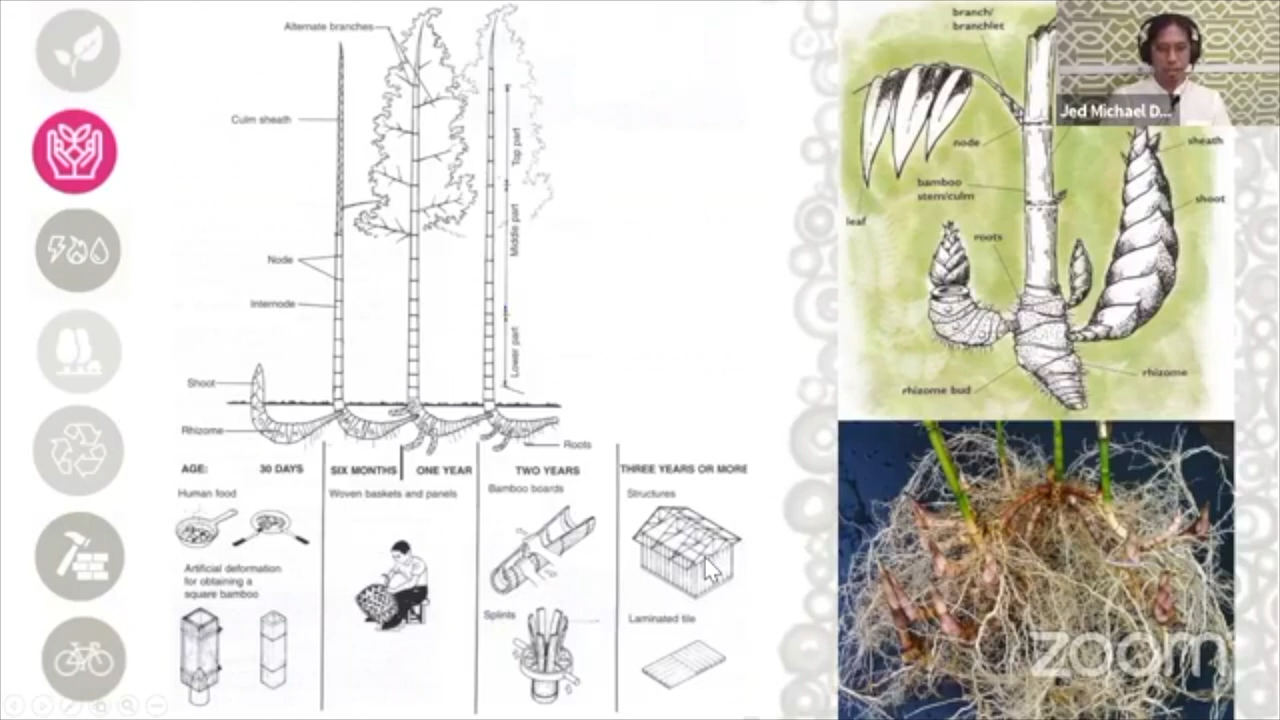 Alternate branches
Culm sheath
Top part
Middle part
Node
Internode
Lower part
Shoot
Rhizome
Roots
AGE:
30 DAYS
SIX MONTHS
ONE YEAR
TWO YEARS
THREE YEARS OR MORE
Human food
Woven baskets and panels
Bamboo boards
Structures
Artificial deformation
for obtaining a
square bamboo
Splints
Laminated tile
branch/
branchlet
Jed Michael D...
node
sheath
bamboo
stem/culm
shoot
leaf
roots
rhizome
rhizome bud
zoom